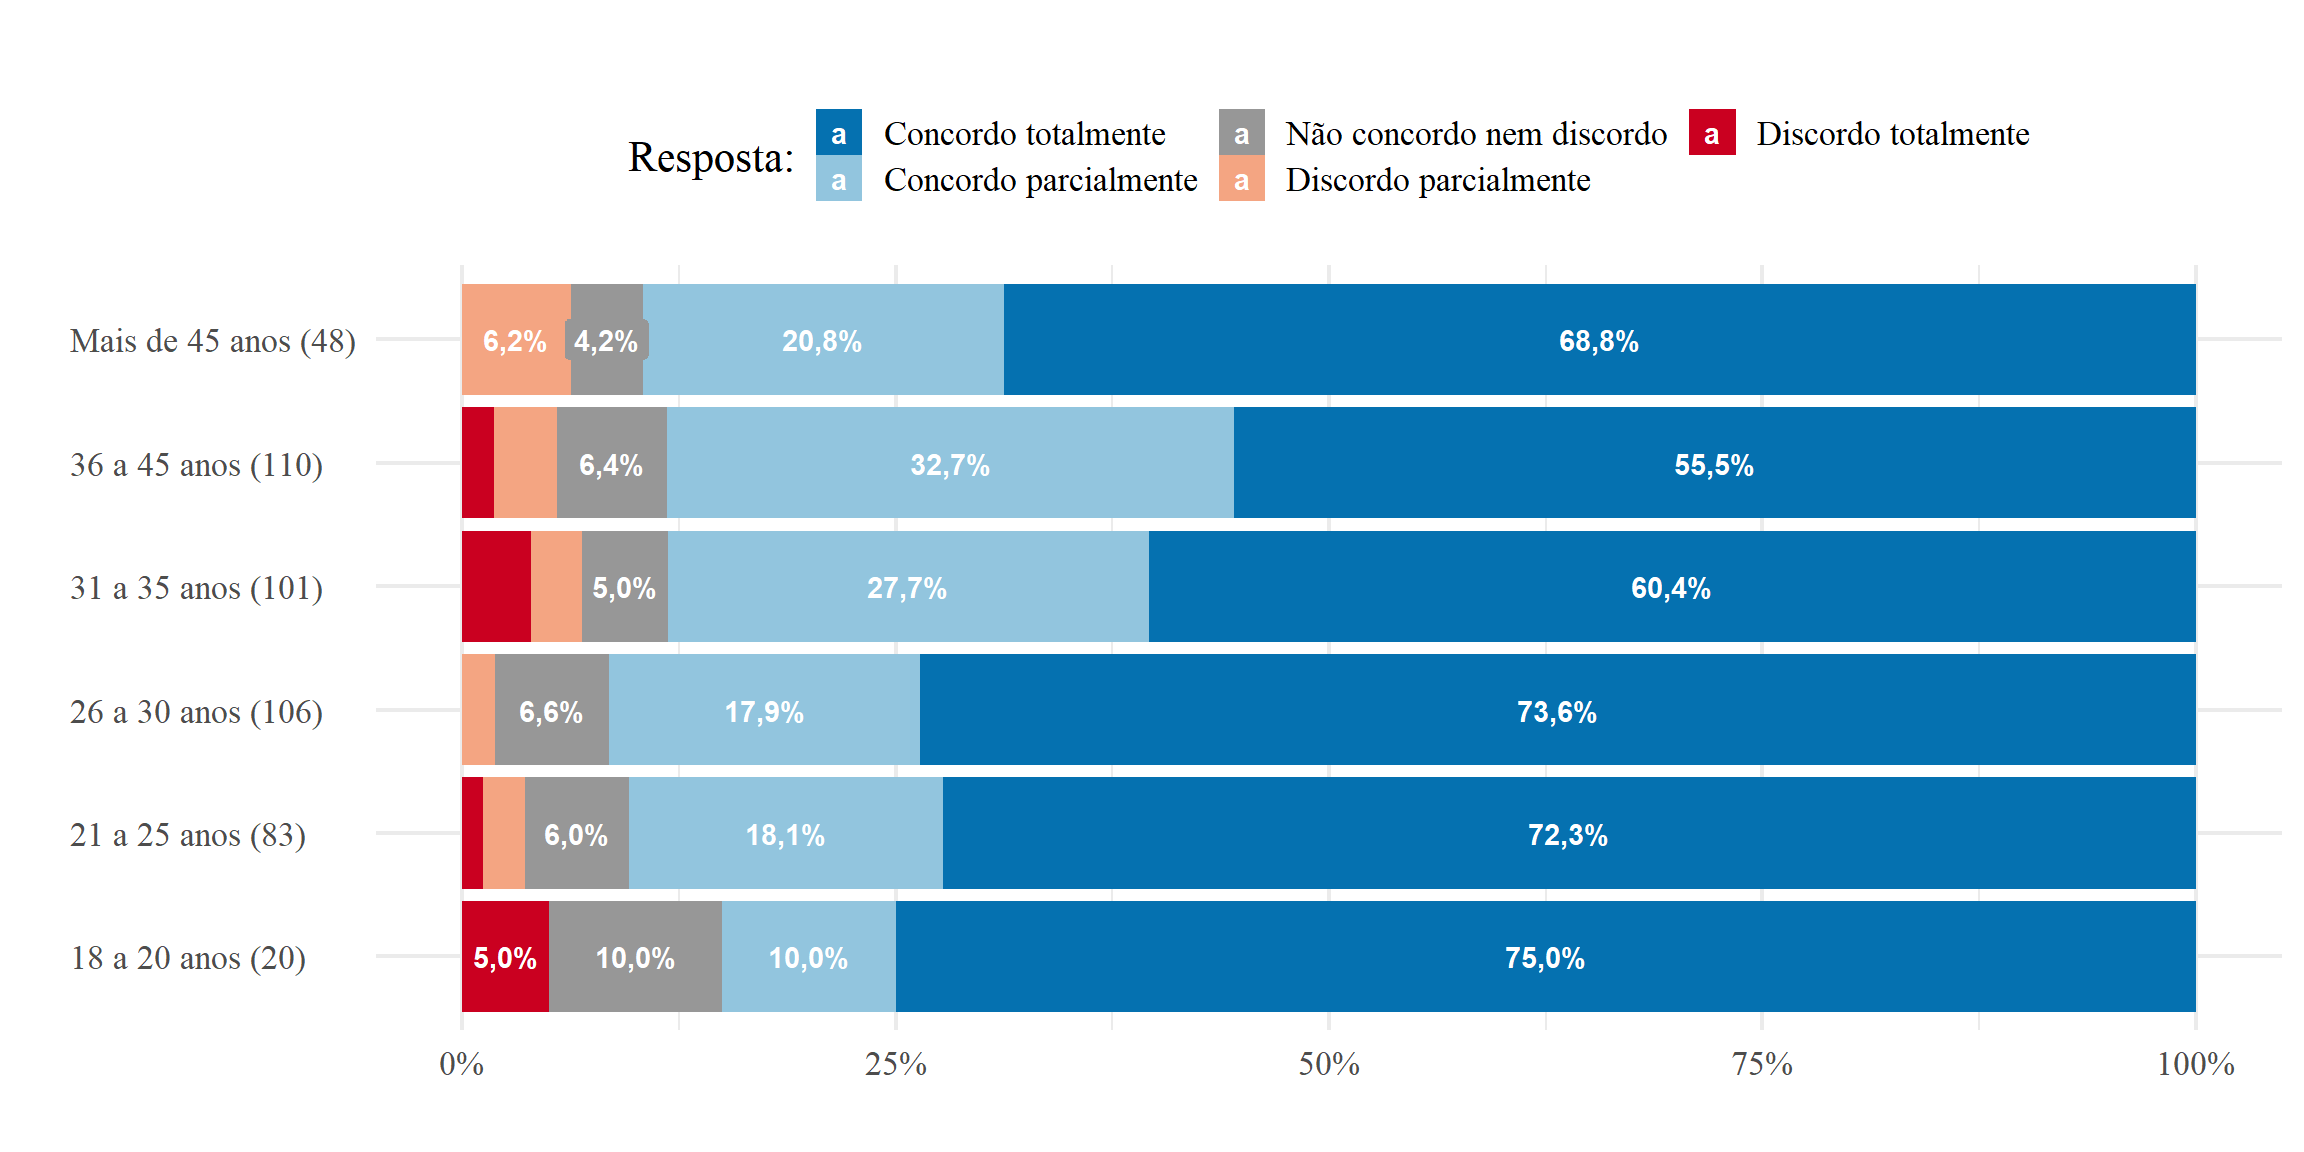 Resposta:
a Concordo totalmente
a Concordo parcialmente
a Não concordo nem discordo
a Discordo parcialmente
a Discordo totalmente
Mais de 45 anos (48) 6,2% 4,2% 20,8% 68,8%
36 a 45 anos (110) 6,4% 32,7% 55,5%
31 a 35 anos (101) 5,0% 27,7% 60,4%
26 a 30 anos (106) 6,6% 17,9% 73,6%
21 a 25 anos (83) 6,0% 18,1% 72,3%
18 a 20 anos (20) 5,0% 10,0% 10,0% 75,0%
0% 25% 50% 75% 100%